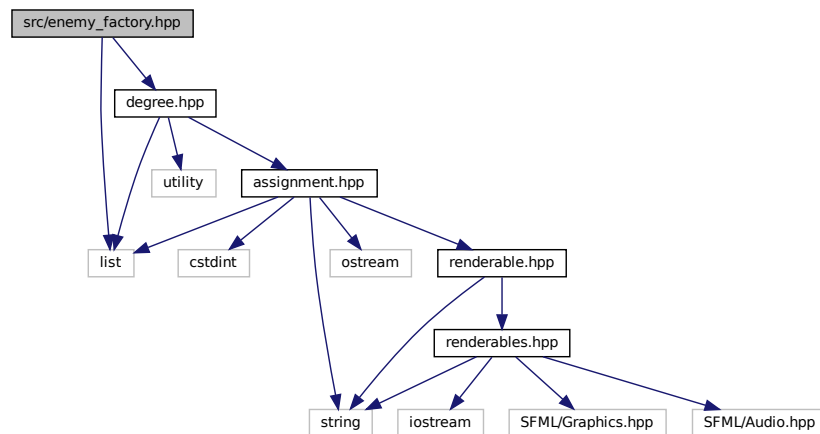 src/enemy_factory.hpp
degree.hpp
utility
assignment.hpp
list
cstdint
ostream
renderable.hpp
renderables.hpp
string
iostream
SFML/Graphics.hpp
SFML/Audio.hpp